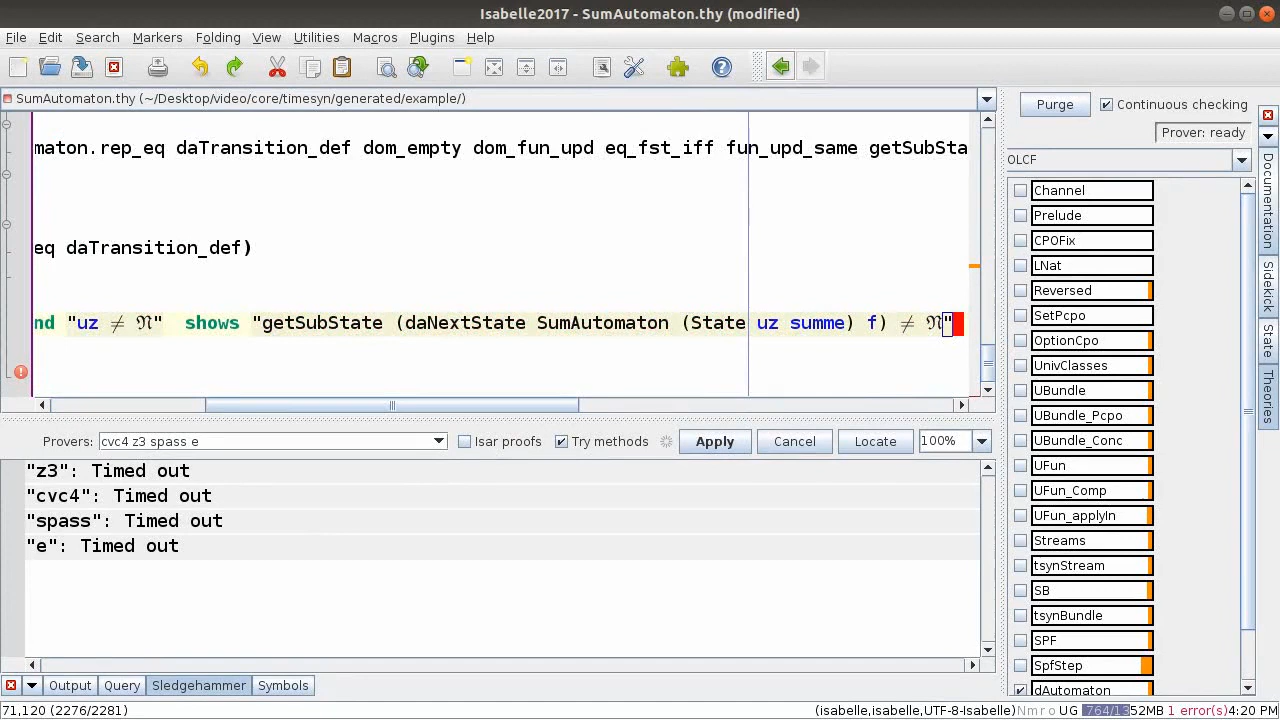 Isabelle2017 - SumAutomaton.thy (modified)
File Edit Search Markers Folding View Utilities Macros Plugins Help
SumAutomaton.thy (~/Desktop/video/core/timesyn/generated/example/)
Purge Continuous checking
Prover: ready
maton.rep_eq daTransition_def dom_empty dom_fun_upd eq_fst_iff fun_upd_same getSubSta
OLCF
Channel
Prelude
CPOFix
eq daTransition_def)
LNat
Reversed
nd "uz ≠ 𝔑"  shows "getSubState (daNextState SumAutomaton (State uz summe) f) ≠ 𝔑"
SetPcpo
OptionCpo
UnivClasses
UBundle
UBundle_Pcpo
Provers: cvc4 z3 spass e Isar proofs Try methods Apply Cancel Locate 100%
UBundle_Conc
"z3": Timed out
UFun
"cvc4": Timed out
UFun_Comp
"spass": Timed out
UFun_applyIn
"e": Timed out
Streams
tsynStream
SB
tsynBundle
SPF
SpfStep
dAutomaton
Documentation
Sidekick
State
Theories
Output Query Sledgehammer Symbols
71,120 (2276/2281) (isabelle,isabelle,UTF-8-Isabelle) N m r o UG 764/1352MB 1 error(s) 4:20 PM